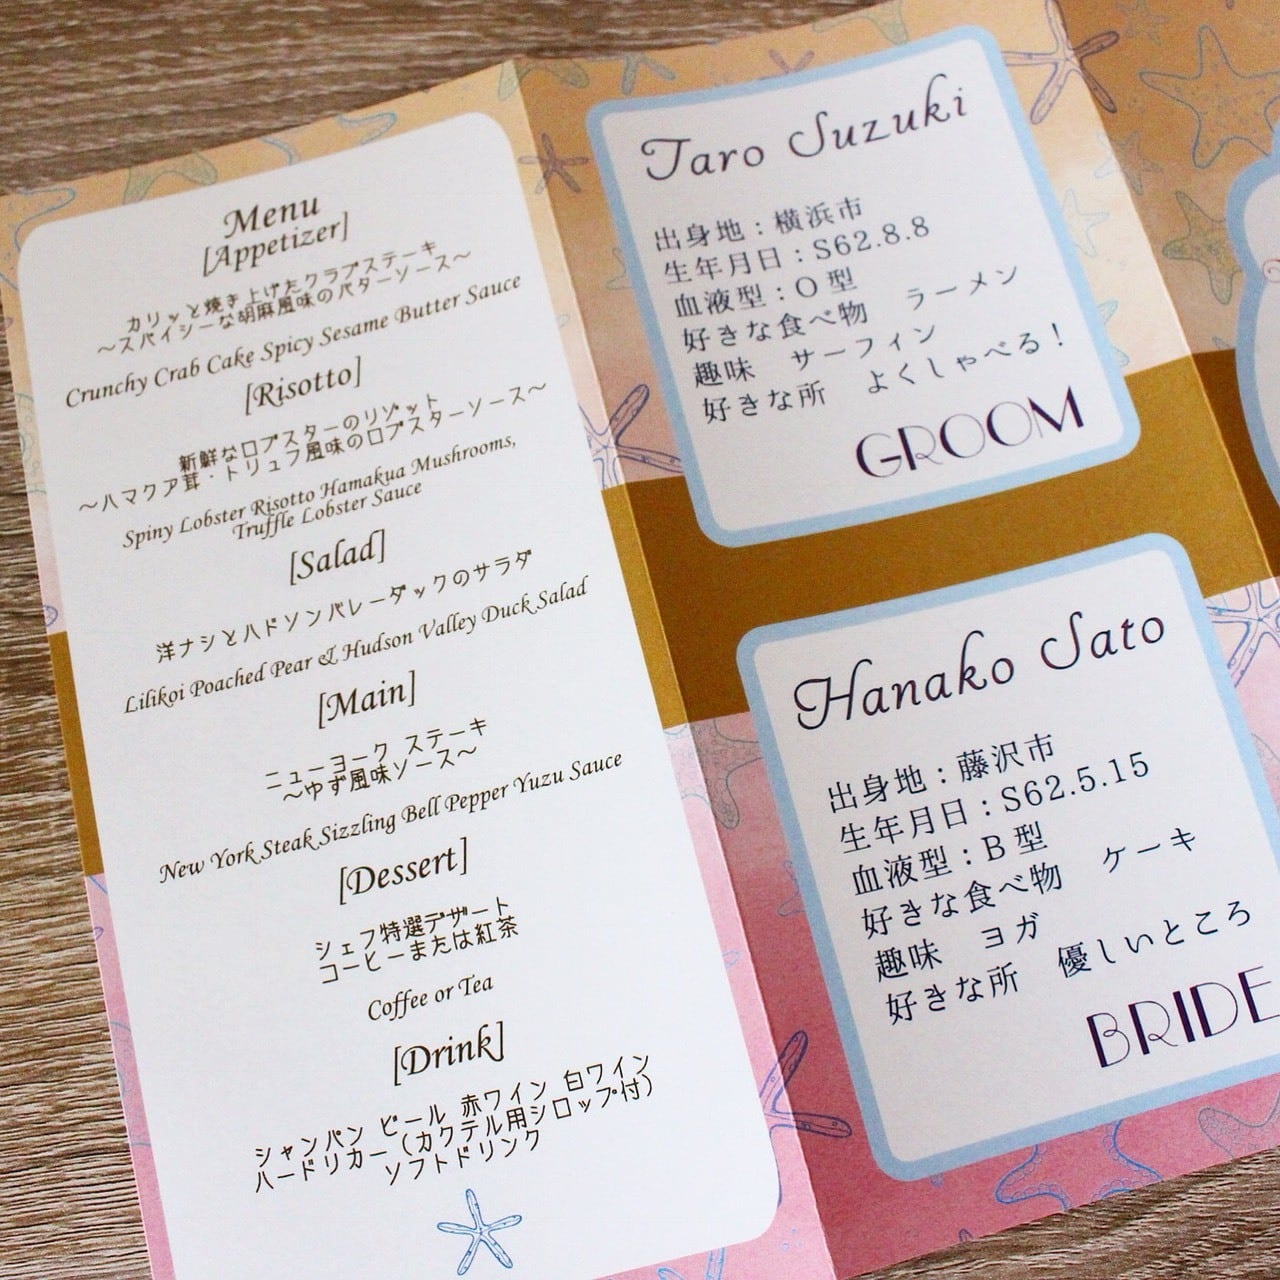 Menu
[Appetizer]
カリッと焼き上げたクラブステーキ
～スパイシーな胡麻風味のバターソース～
Crunchy Crab Cake Spicy Sesame Butter Sauce
[Risotto]
新鮮なロブスターのリゾット
～ハマクア茸・トリュフ風味のロブスターソース～
Spiny Lobster Risotto Hamakua Mushrooms,
Truffle Lobster Sauce
[Salad]
洋ナシとハドソンバレーダックのサラダ
Lilikoi Poached Pear & Hudson Valley Duck Salad
[Main]
ニューヨーク ステーキ
～ゆず風味ソース～
New York Steak Sizzling Bell Pepper Yuzu Sauce
[Dessert]
シェフ特選デザート
コーヒーまたは紅茶
Coffee or Tea
[Drink]
シャンパン ビール 赤ワイン 白ワイン
ハードリカー(カクテル用シロップ付)
ソフトドリンク
Taro Suzuki
出身地：横浜市
生年月日：S62.8.8
血液型：O型
好きな食べ物 ラーメン
趣味 サーフィン
好きな所 よくしゃべる！
GROOM
Hanako Sato
出身地：藤沢市
生年月日：S62.5.15
血液型：B型
好きな食べ物 ケーキ
趣味 ヨガ
好きな所 優しいところ
BRIDE